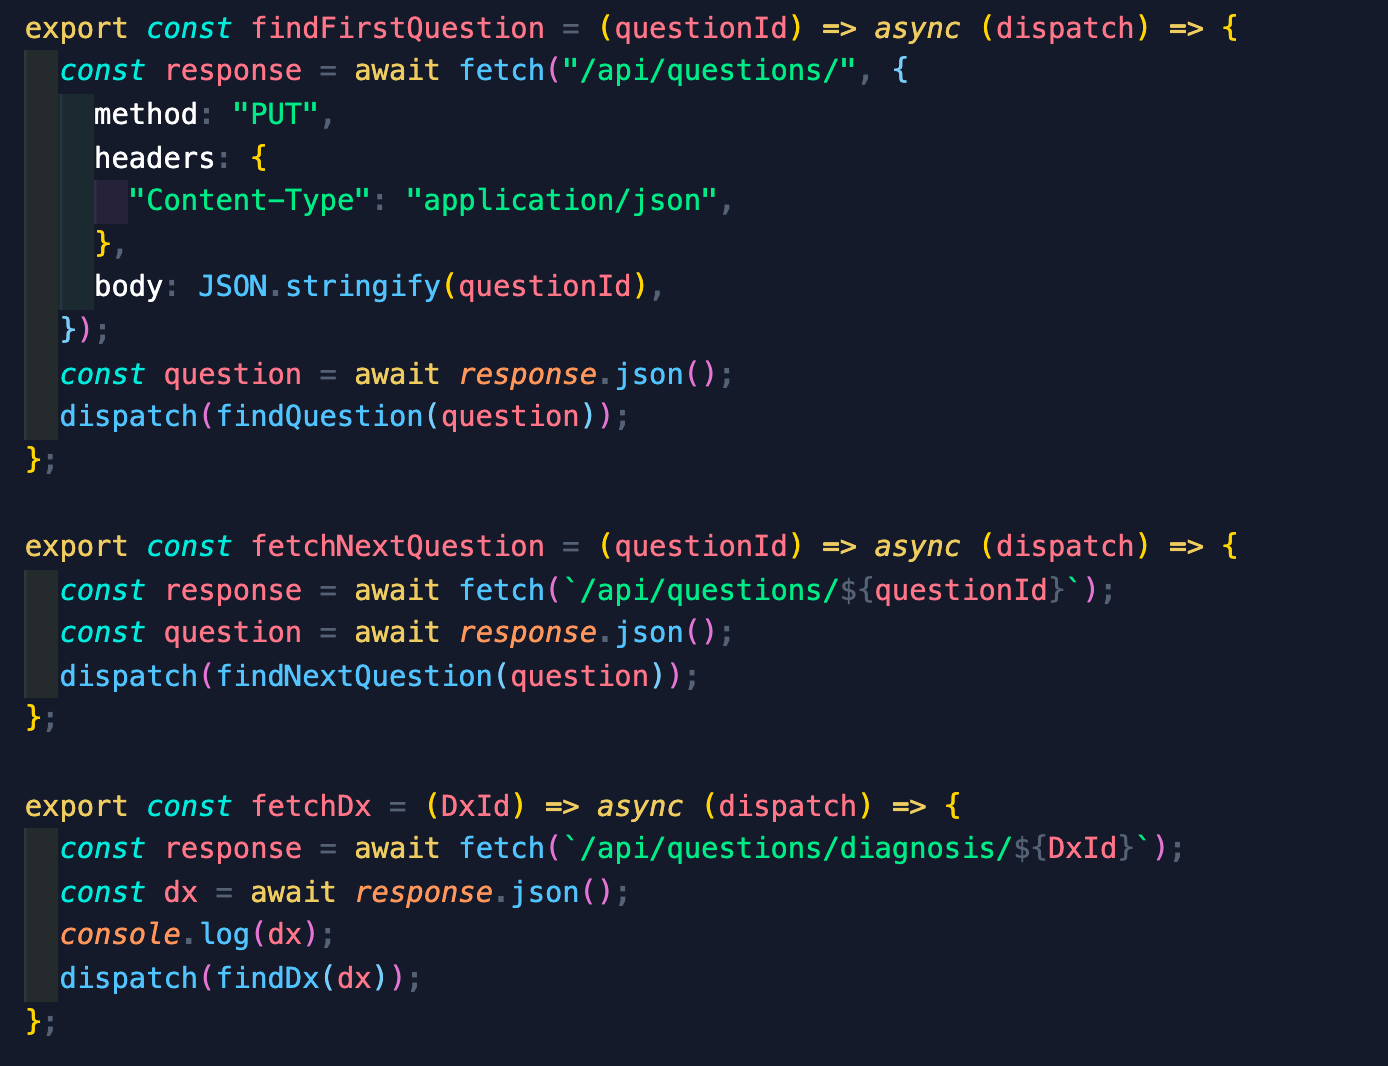 export const findFirstQuestion = (questionId) => async (dispatch) => {
  const response = await fetch("/api/questions/", {
    method: "PUT",
    headers: {
      "Content-Type": "application/json",
    },
    body: JSON.stringify(questionId),
  });
  const question = await response.json();
  dispatch(findQuestion(question));
};

export const fetchNextQuestion = (questionId) => async (dispatch) => {
  const response = await fetch(`/api/questions/${questionId}`);
  const question = await response.json();
  dispatch(findNextQuestion(question));
};

export const fetchDx = (DxId) => async (dispatch) => {
  const response = await fetch(`/api/questions/diagnosis/${DxId}`);
  const dx = await response.json();
  console.log(dx);
  dispatch(findDx(dx));
};